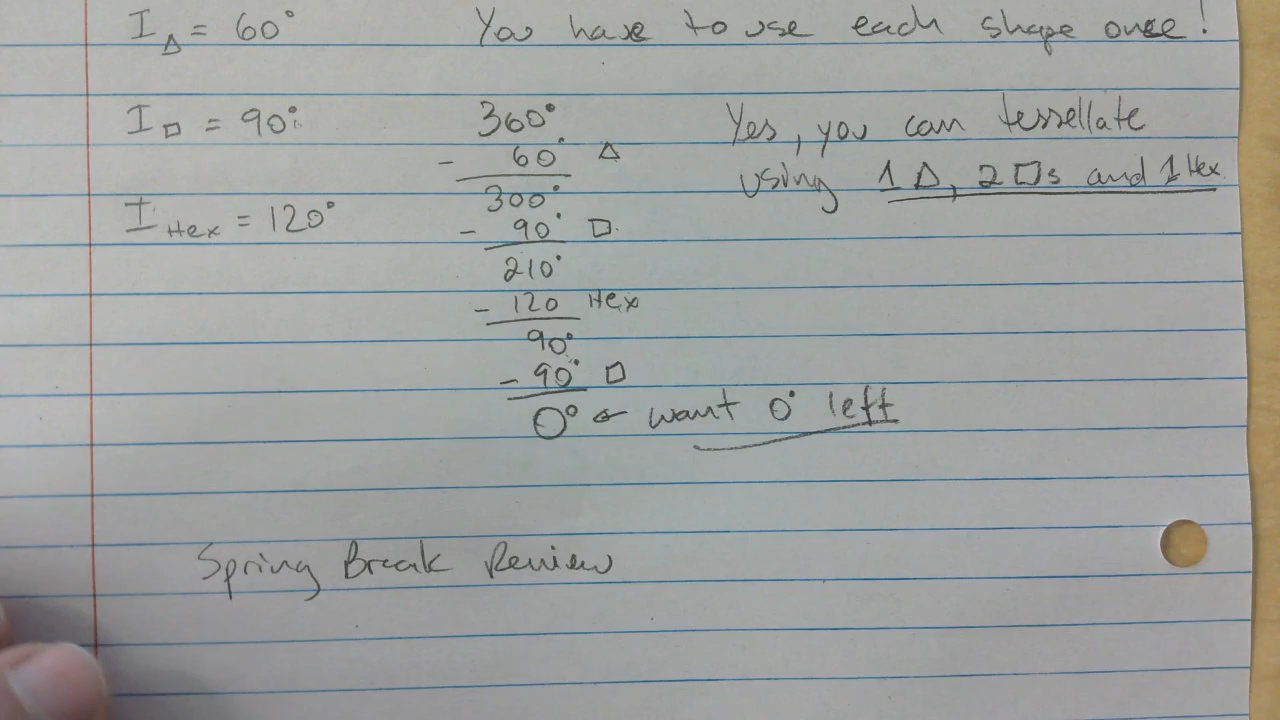 I△ = 60°
You have to use each shape once!
I□ = 90°
I Hex = 120°
360°
- 60° △
300°
- 90° □
210°
- 120 Hex
90°
- 90° □
0° ← want 0° left
Yes, you can tessellate
using 1△, 2□s and 1 Hex.
Spring Break Review